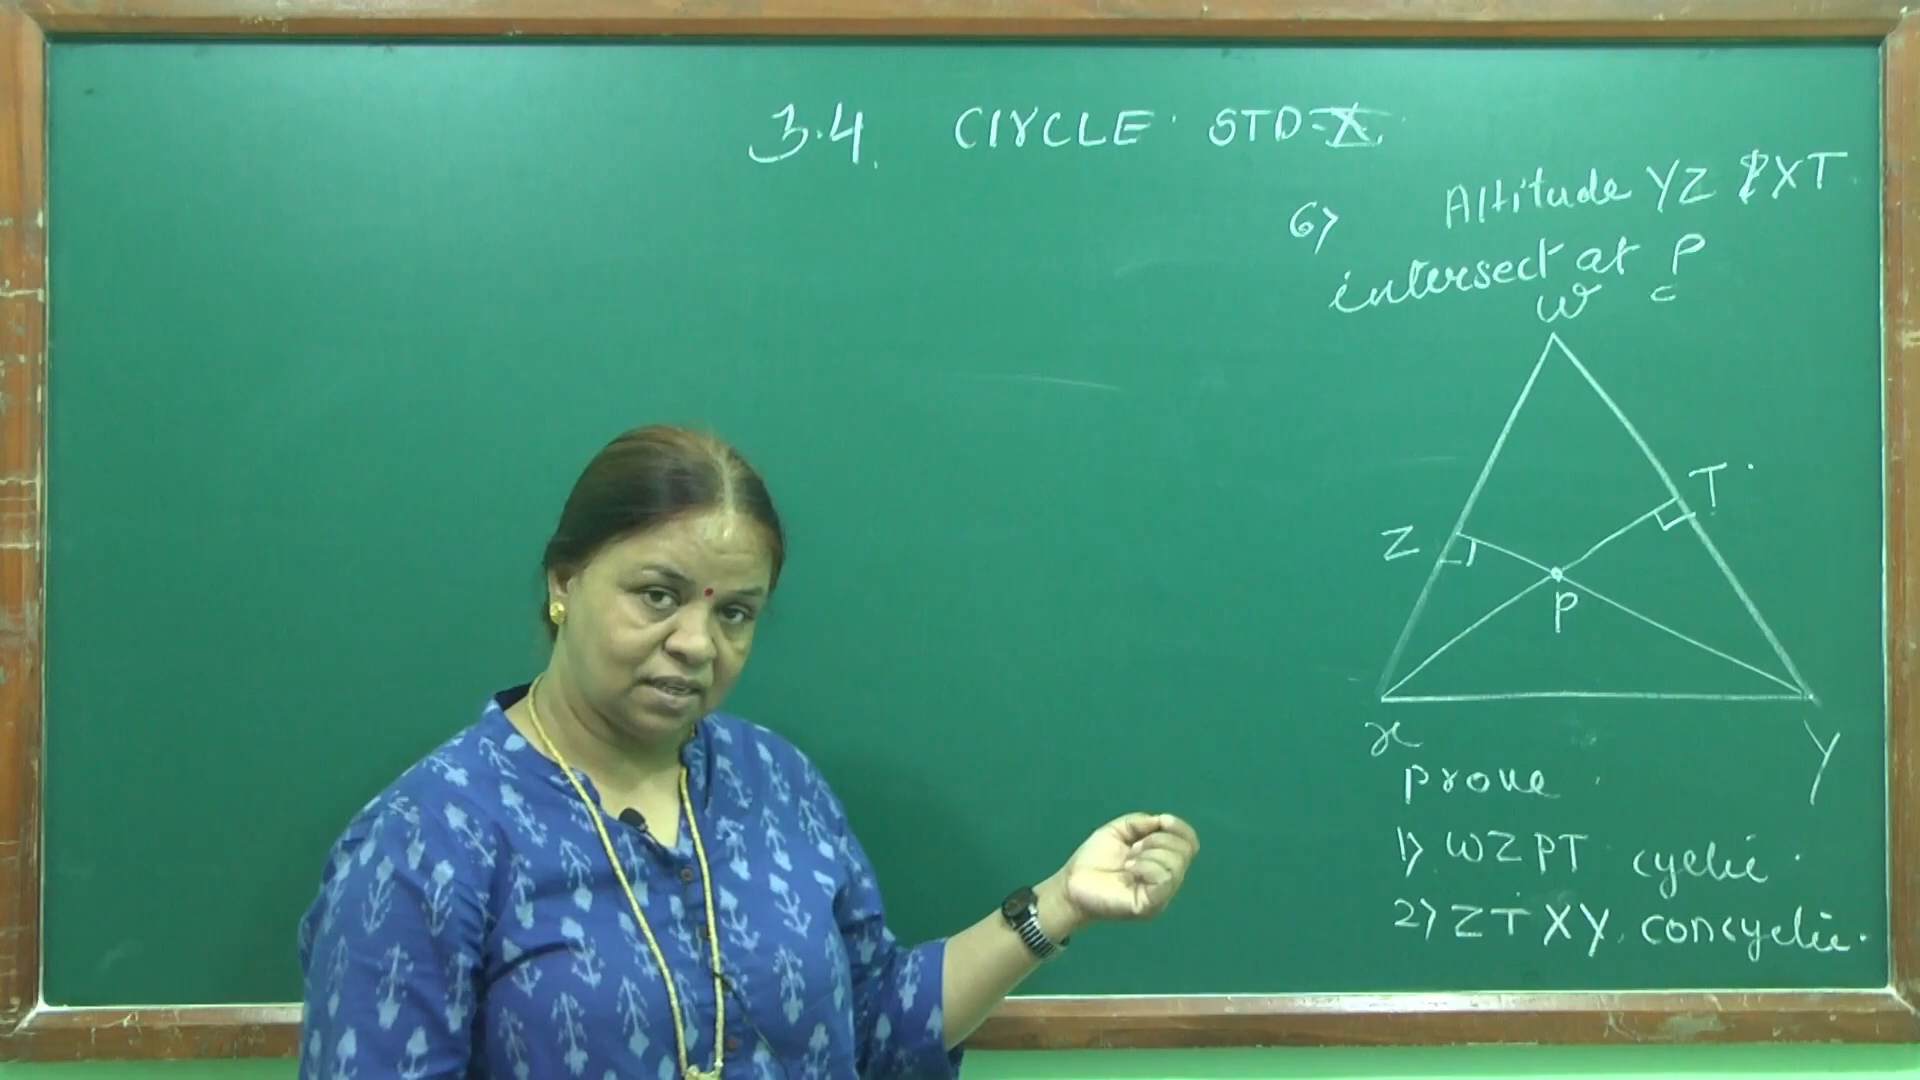 3.4. CIRCLE STD-X.
6) Altitude YZ & XT
intersect at P
W
T
Z
P
x
Y
prove
1) WZPT cyclic.
2) ZTXY concyclic.